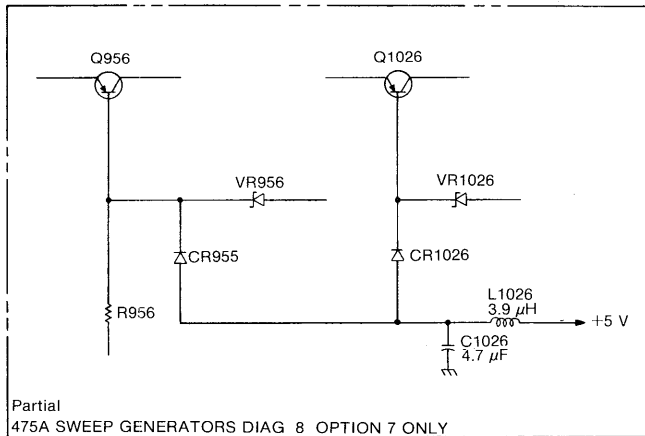 Q956
Q1026
VR956
VR1026
CR955
CR1026
R956
L1026
3.9 µH
+5 V
C1026
4.7 µF
Partial
475A SWEEP GENERATORS DIAG 8 OPTION 7 ONLY